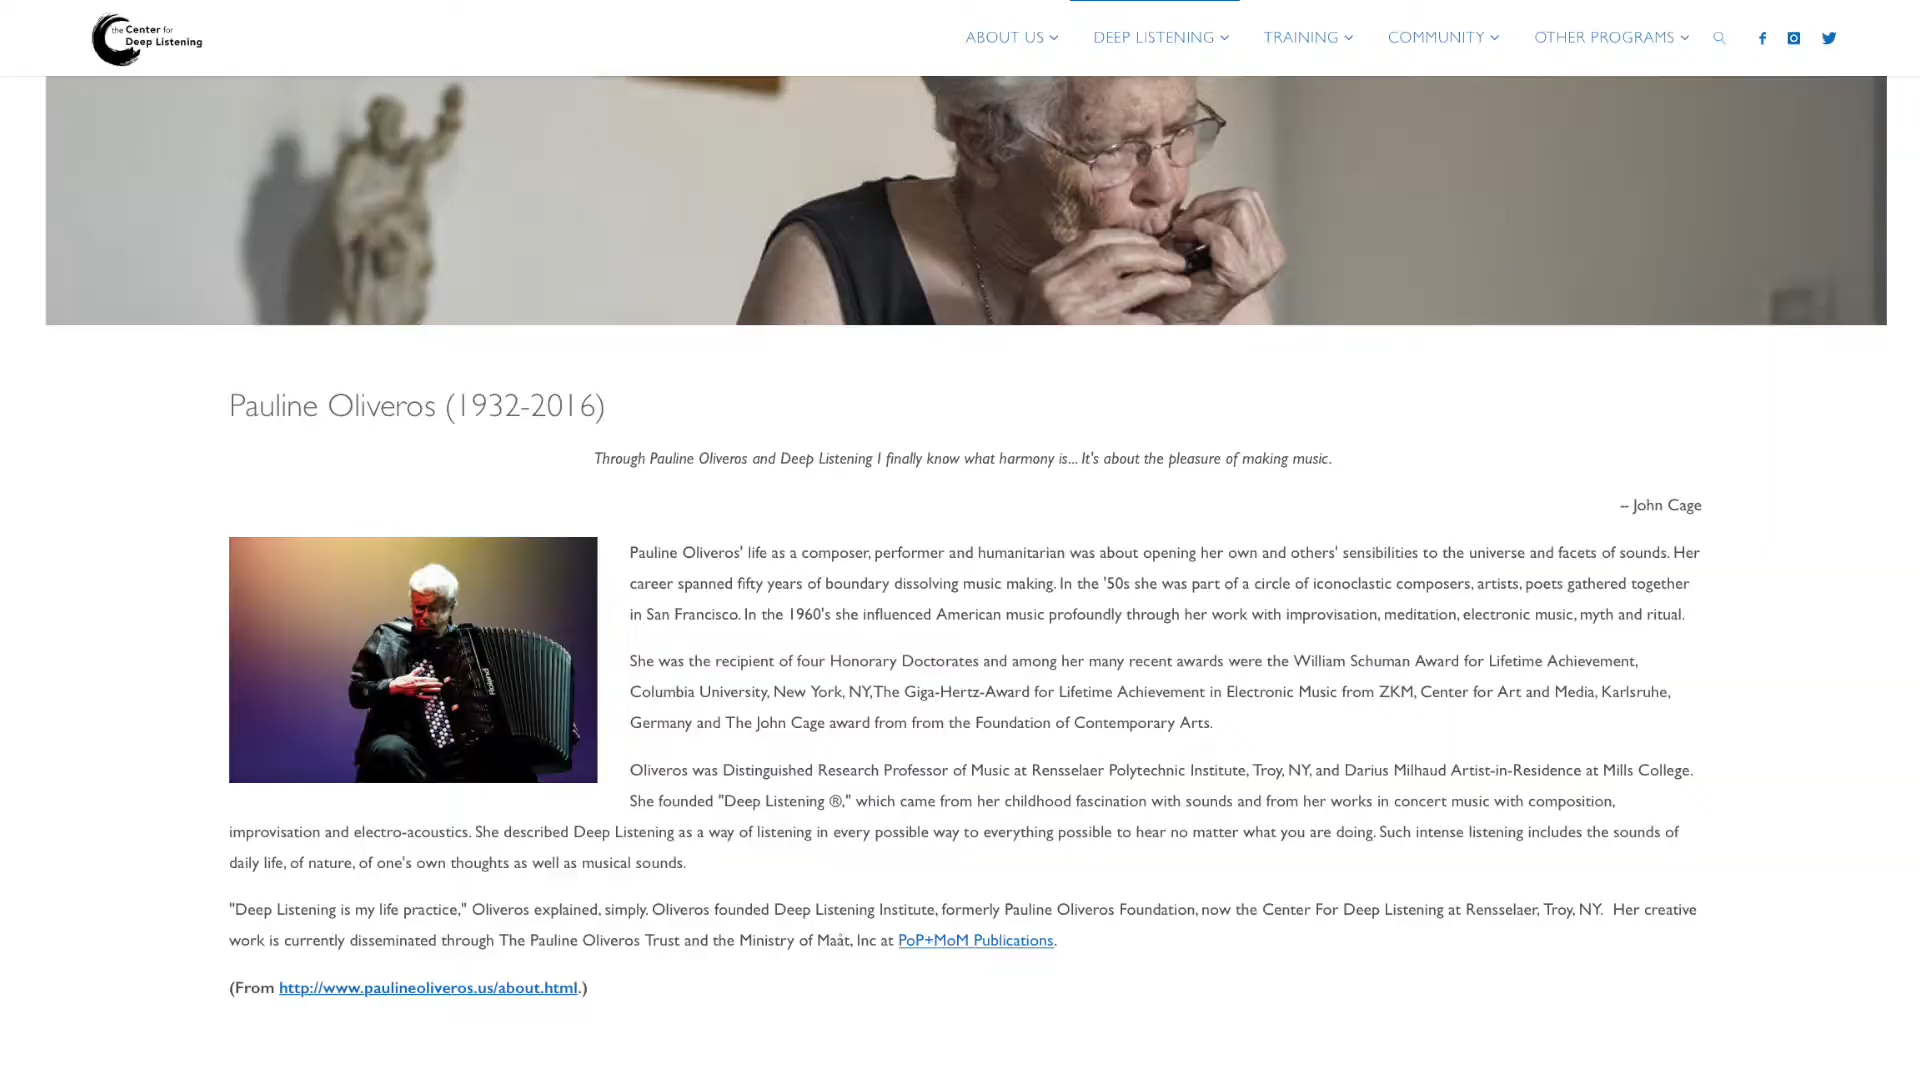 the Center for
Deep Listening
ABOUT US
DEEP LISTENING
TRAINING
COMMUNITY
OTHER PROGRAMS
Pauline Oliveros (1932-2016)
Through Pauline Oliveros and Deep Listening I finally know what harmony is... It's about the pleasure of making music.
-- John Cage
Pauline Oliveros' life as a composer, performer and humanitarian was about opening her own and others' sensibilities to the universe and facets of sounds. Her
career spanned fifty years of boundary dissolving music making. In the '50s she was part of a circle of iconoclastic composers, artists, poets gathered together
in San Francisco. In the 1960's she influenced American music profoundly through her work with improvisation, meditation, electronic music, myth and ritual.
She was the recipient of four Honorary Doctorates and among her many recent awards were the William Schuman Award for Lifetime Achievement,
Columbia University, New York, NY,The Giga-Hertz-Award for Lifetime Achievement in Electronic Music from ZKM, Center for Art and Media, Karlsruhe,
Germany and The John Cage award from from the Foundation of Contemporary Arts.
Oliveros was Distinguished Research Professor of Music at Rensselaer Polytechnic Institute, Troy, NY, and Darius Milhaud Artist-in-Residence at Mills College.
She founded "Deep Listening ®," which came from her childhood fascination with sounds and from her works in concert music with composition,
improvisation and electro-acoustics. She described Deep Listening as a way of listening in every possible way to everything possible to hear no matter what you are doing. Such intense listening includes the sounds of
daily life, of nature, of one's own thoughts as well as musical sounds.
"Deep Listening is my life practice," Oliveros explained, simply. Oliveros founded Deep Listening Institute, formerly Pauline Oliveros Foundation, now the Center For Deep Listening at Rensselaer, Troy, NY. Her creative
work is currently disseminated through The Pauline Oliveros Trust and the Ministry of Maåt, Inc at PoP+MoM Publications.
(From http://www.paulineoliveros.us/about.html.)
Roland